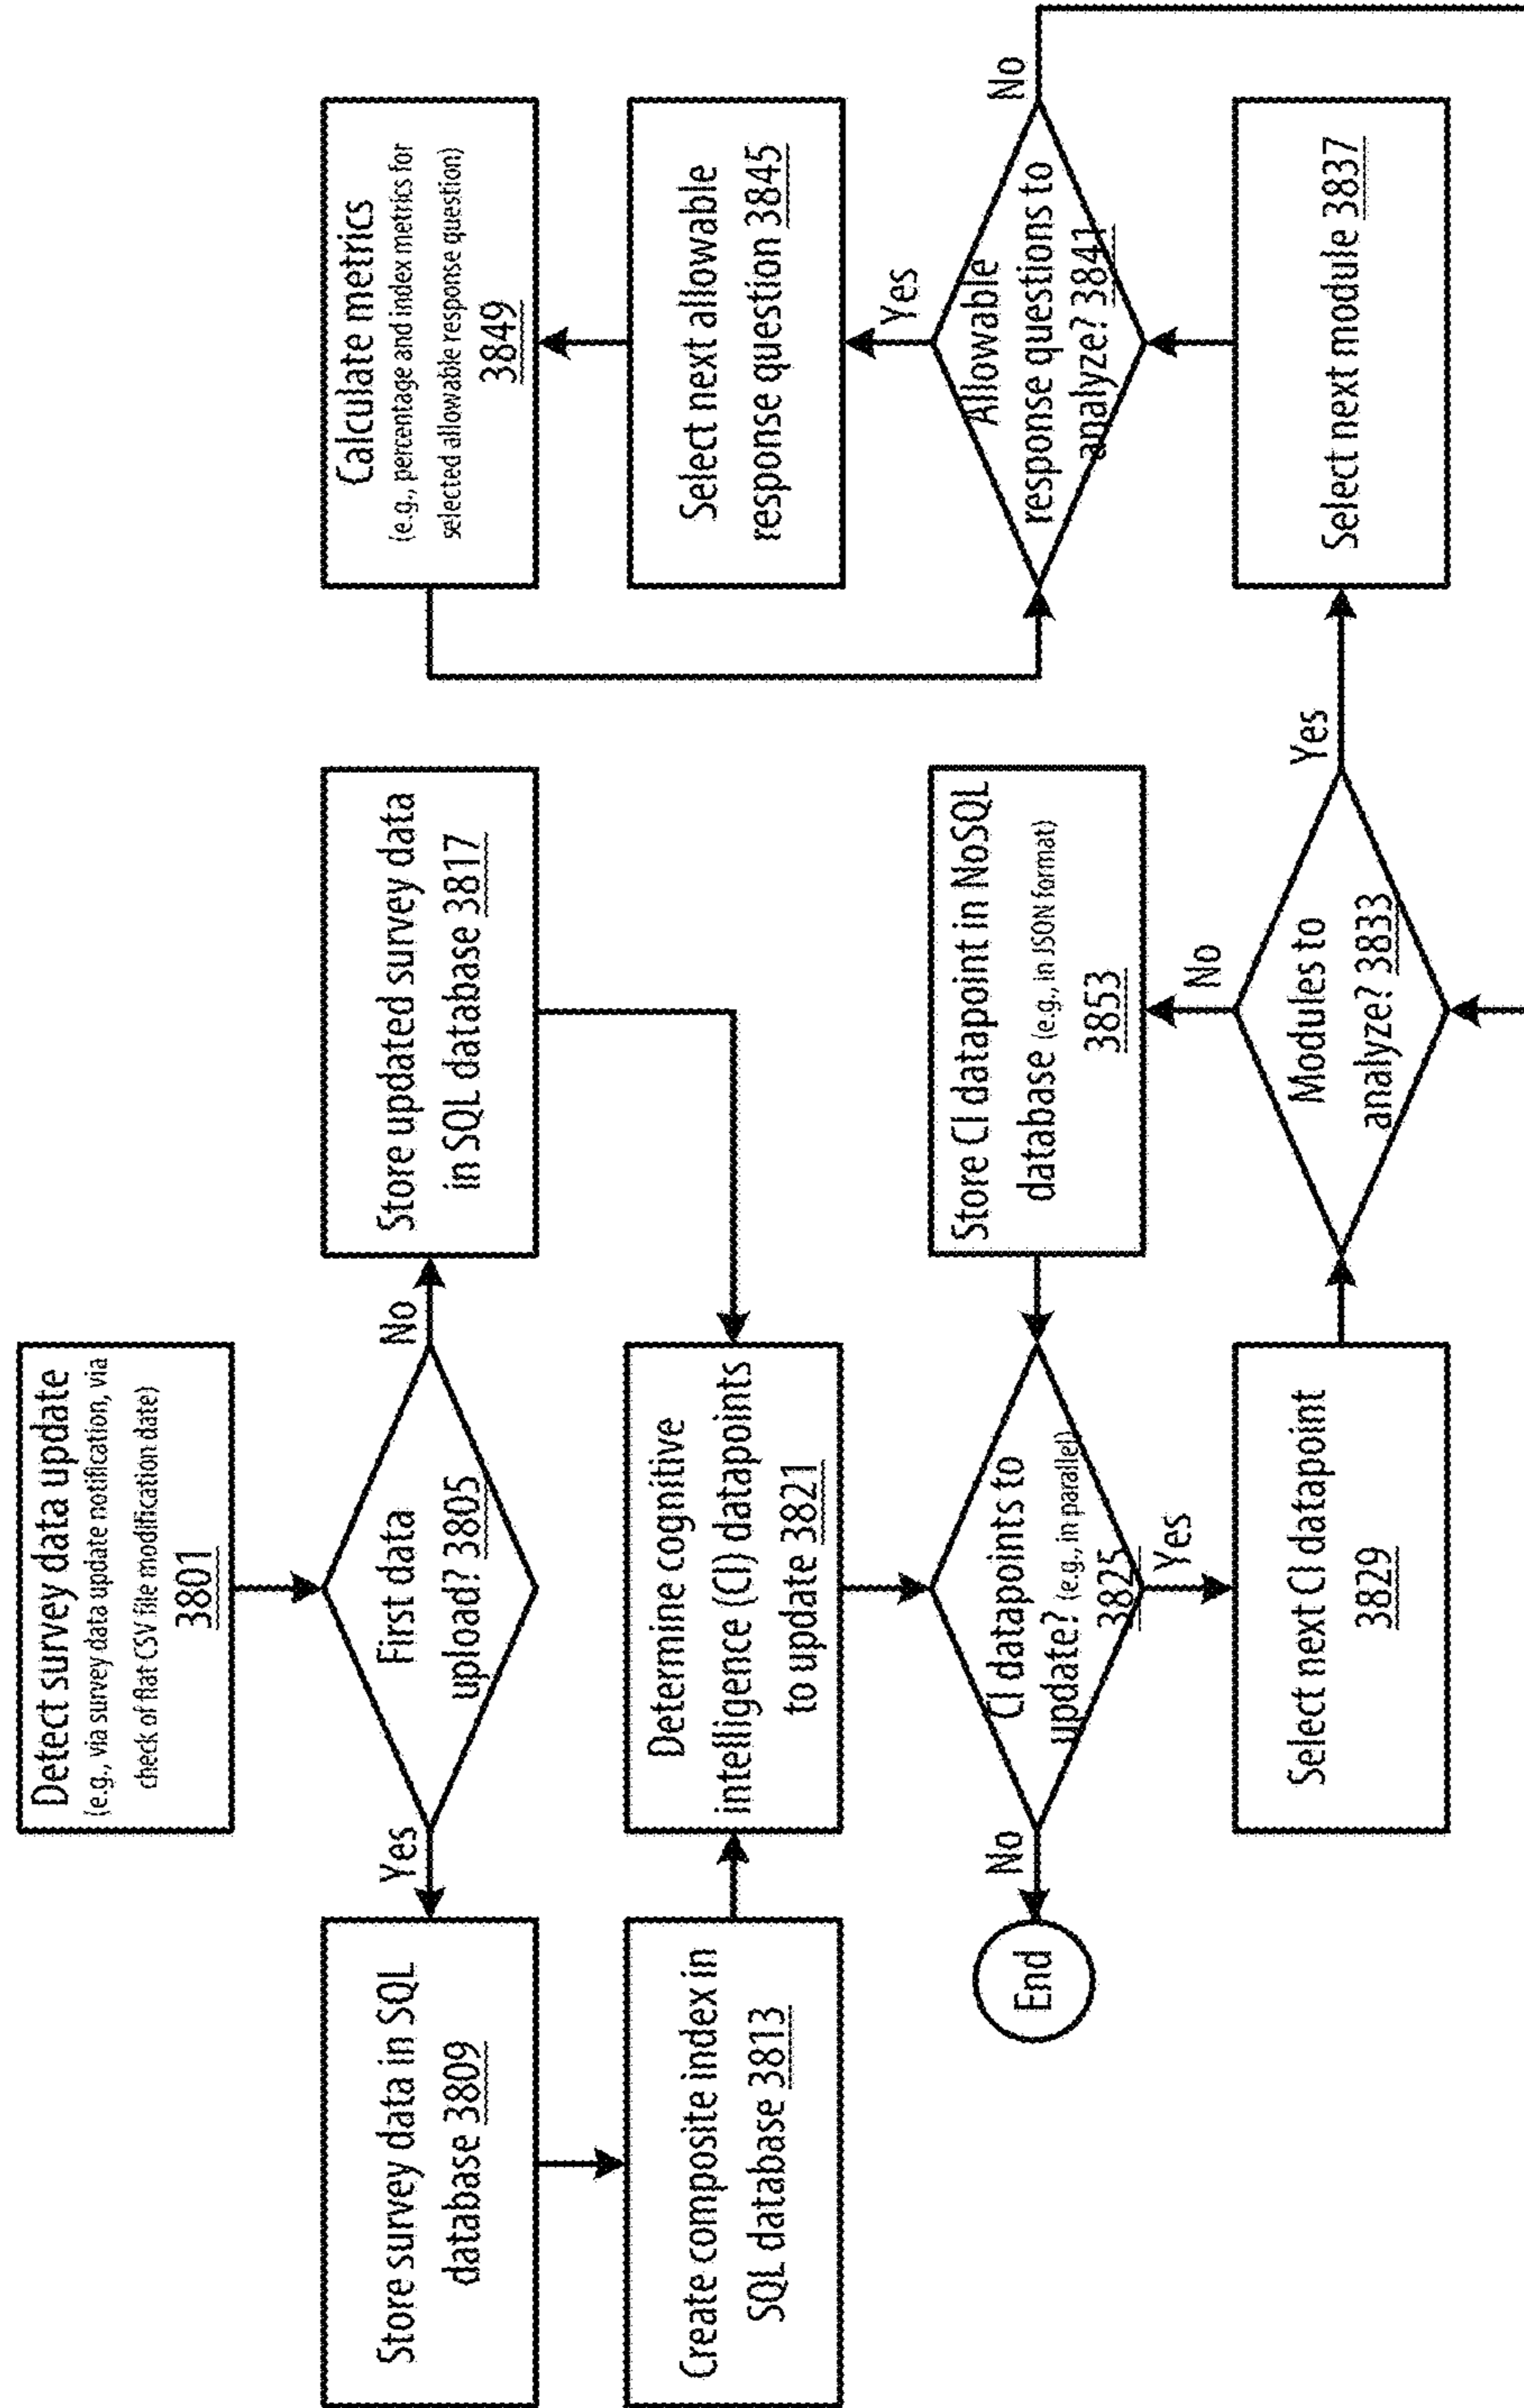 Detect survey data update
(e.g., via survey data update notification, via
check of flat CSV file modification date)
3801
First data
upload? 3805
Yes
No
Store survey data in SQL
database 3809
Store updated survey data
in SQL database 3817
Create composite index in
SQL database 3813
Determine cognitive
intelligence (CI) datapoints
to update 3821
CI datapoints to
update? (e.g., in parallel)
3825
No
End
Yes
Select next CI datapoint
3829
Store CI datapoint in NoSQL
database (e.g., in JSON format)
3853
No
Modules to
analyze? 3833
Yes
Select next module 3837
Allowable
response questions to
analyze? 3841
No
Yes
Select next allowable
response question 3845
Calculate metrics
(e.g., percentage and index metrics for
selected allowable response question)
3849